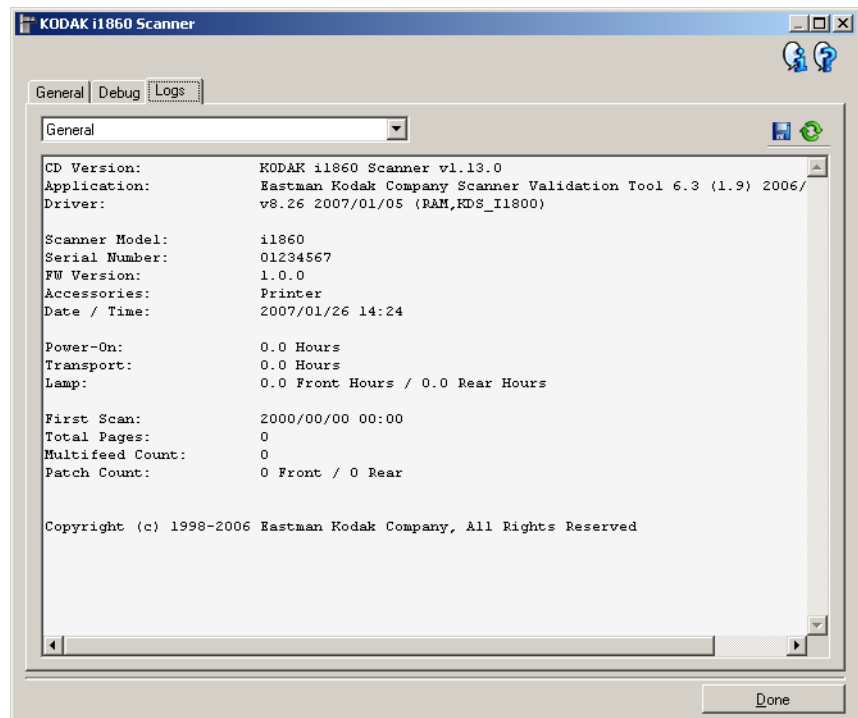 KODAK i1860 Scanner
General Debug Logs
General
CD Version: KODAK i1860 Scanner v1.13.0
Application: Eastman Kodak Company Scanner Validation Tool 6.3 (1.9) 2006/
Driver: v8.26 2007/01/05 (RAM,KDS_I1800)
Scanner Model: i1860
Serial Number: 01234567
FW Version: 1.0.0
Accessories: Printer
Date / Time: 2007/01/26 14:24
Power-On: 0.0 Hours
Transport: 0.0 Hours
Lamp: 0.0 Front Hours / 0.0 Rear Hours
First Scan: 2000/00/00 00:00
Total Pages: 0
Multifeed Count: 0
Patch Count: 0 Front / 0 Rear
Copyright (c) 1998-2006 Eastman Kodak Company, All Rights Reserved
Done